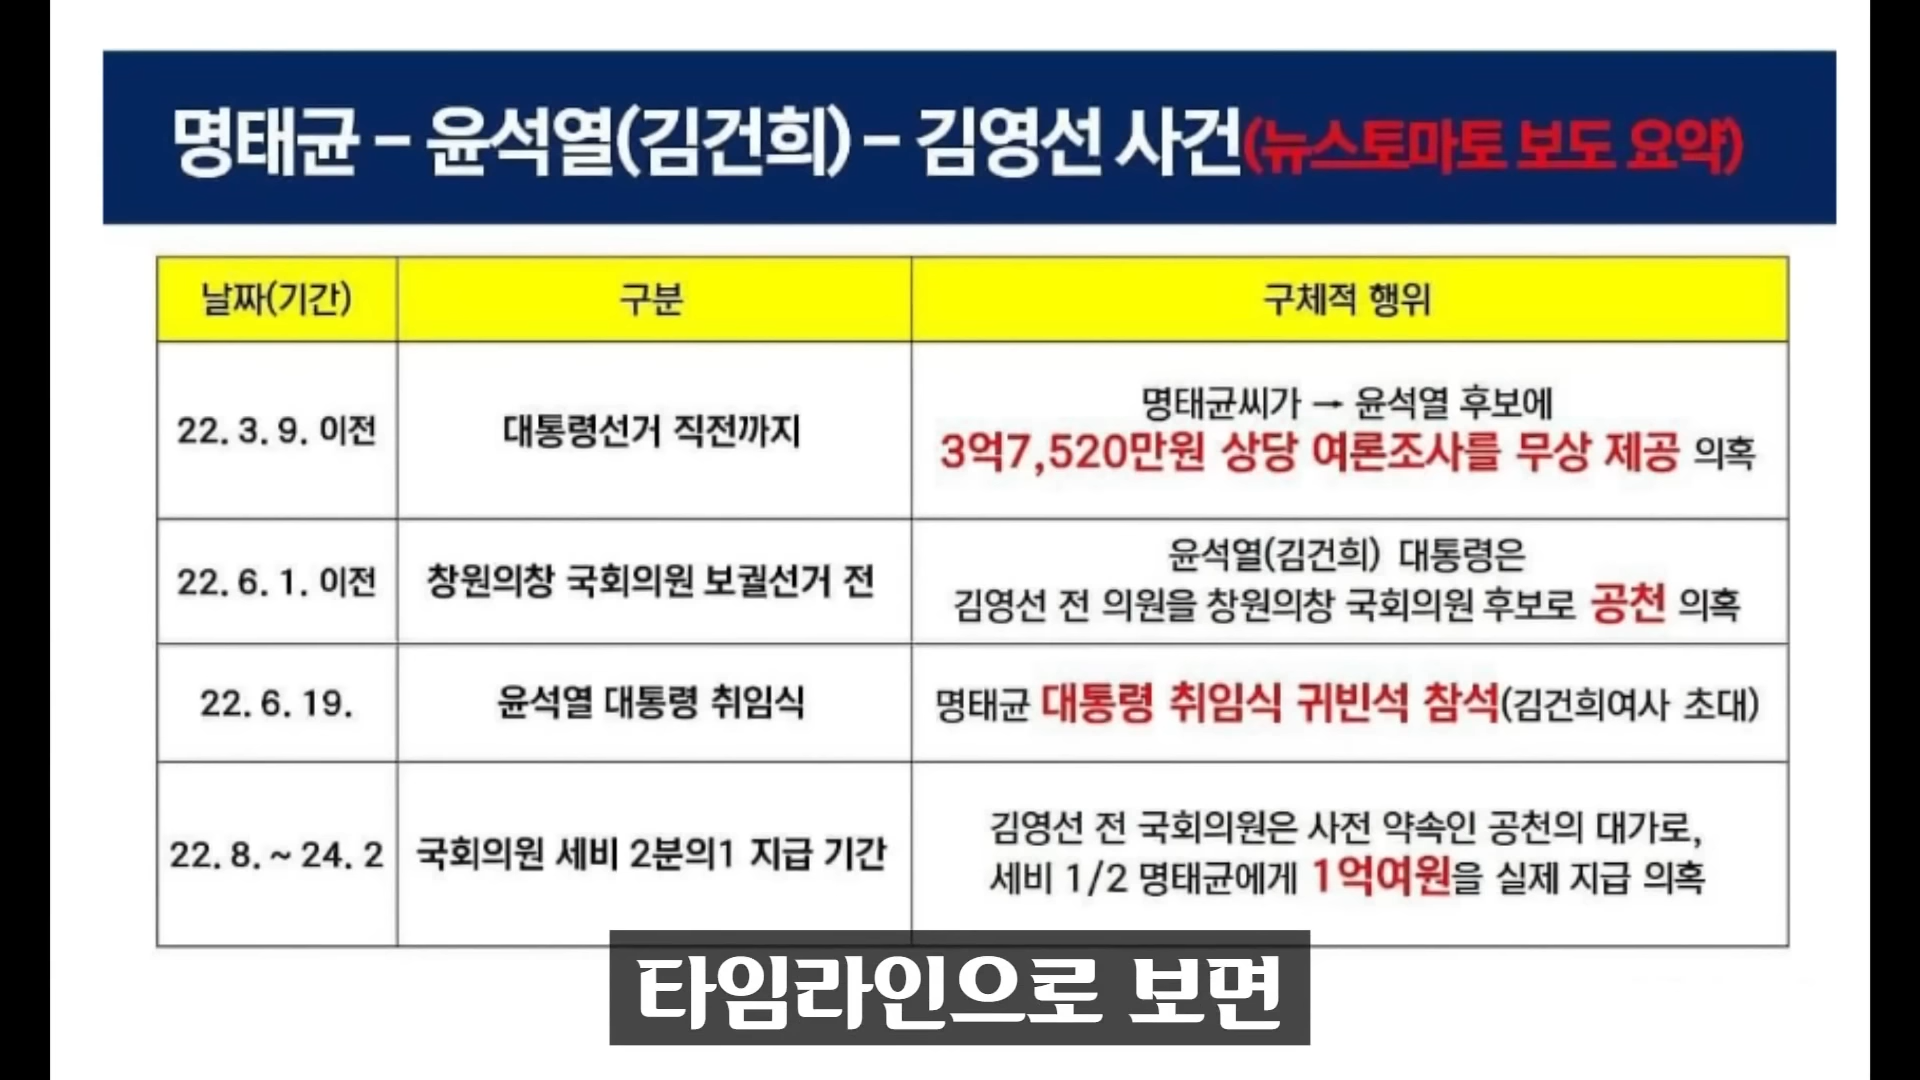 명태균 – 윤석열(김건희) – 김영선 사건(뉴스토마토 보도 요약)
날짜(기간)
구분
구체적 행위
22. 3. 9. 이전
대통령선거 직전까지
명태균씨가 → 윤석열 후보에
3억7,520만원 상당 여론조사를 무상 제공 의혹
22. 6. 1. 이전
창원의창 국회의원 보궐선거 전
윤석열(김건희) 대통령은
김영선 전 의원을 창원의창 국회의원 후보로 공천 의혹
22. 6. 19.
윤석열 대통령 취임식
명태균 대통령 취임식 귀빈석 참석(김건희여사 초대)
22. 8. ~ 24. 2
국회의원 세비 2분의1 지급 기간
김영선 전 국회의원은 사전 약속인 공천의 대가로,
세비 1/2 명태균에게 1억여원을 실제 지급 의혹
타임라인으로 보면